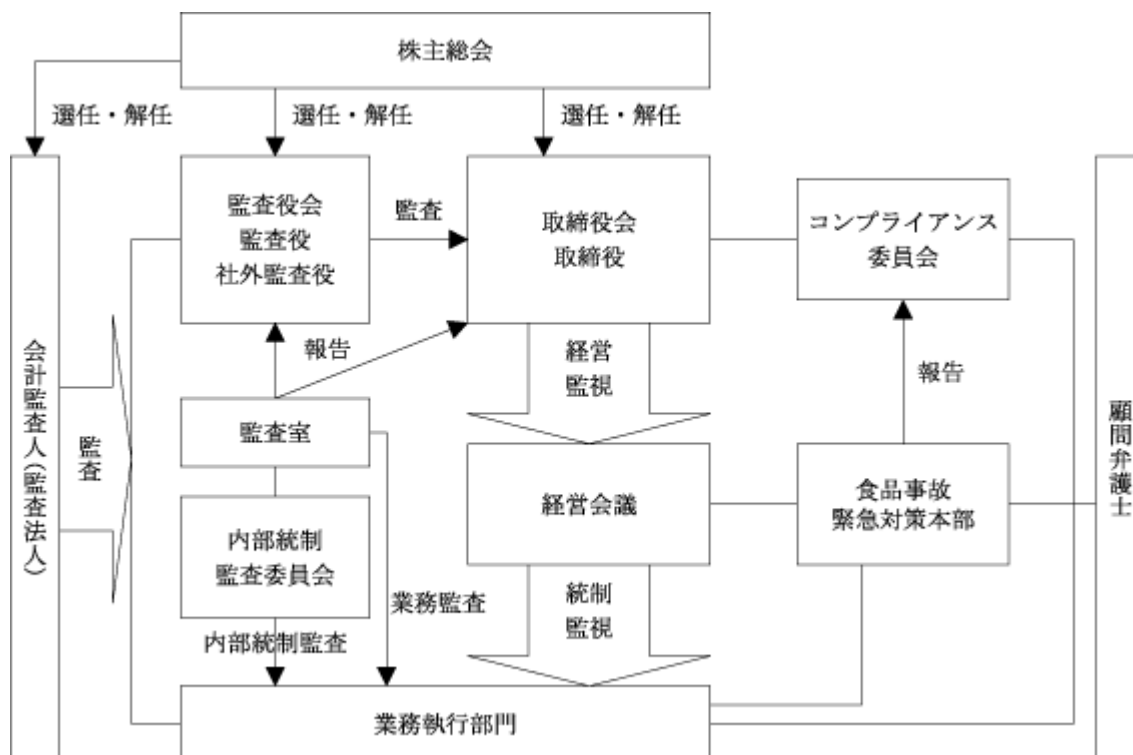 株主総会
選任・解任
選任・解任
選任・解任
監査役会
監査役
社外監査役
監査
取締役会
取締役
コンプライアンス
委員会
報告
経営
監視
報告
会計監査人(監査法人)
監査
監査室
経営会議
食品事故
緊急対策本部
顧問弁護士
内部統制
監査委員会
業務監査
統制
監視
内部統制監査
業務執行部門